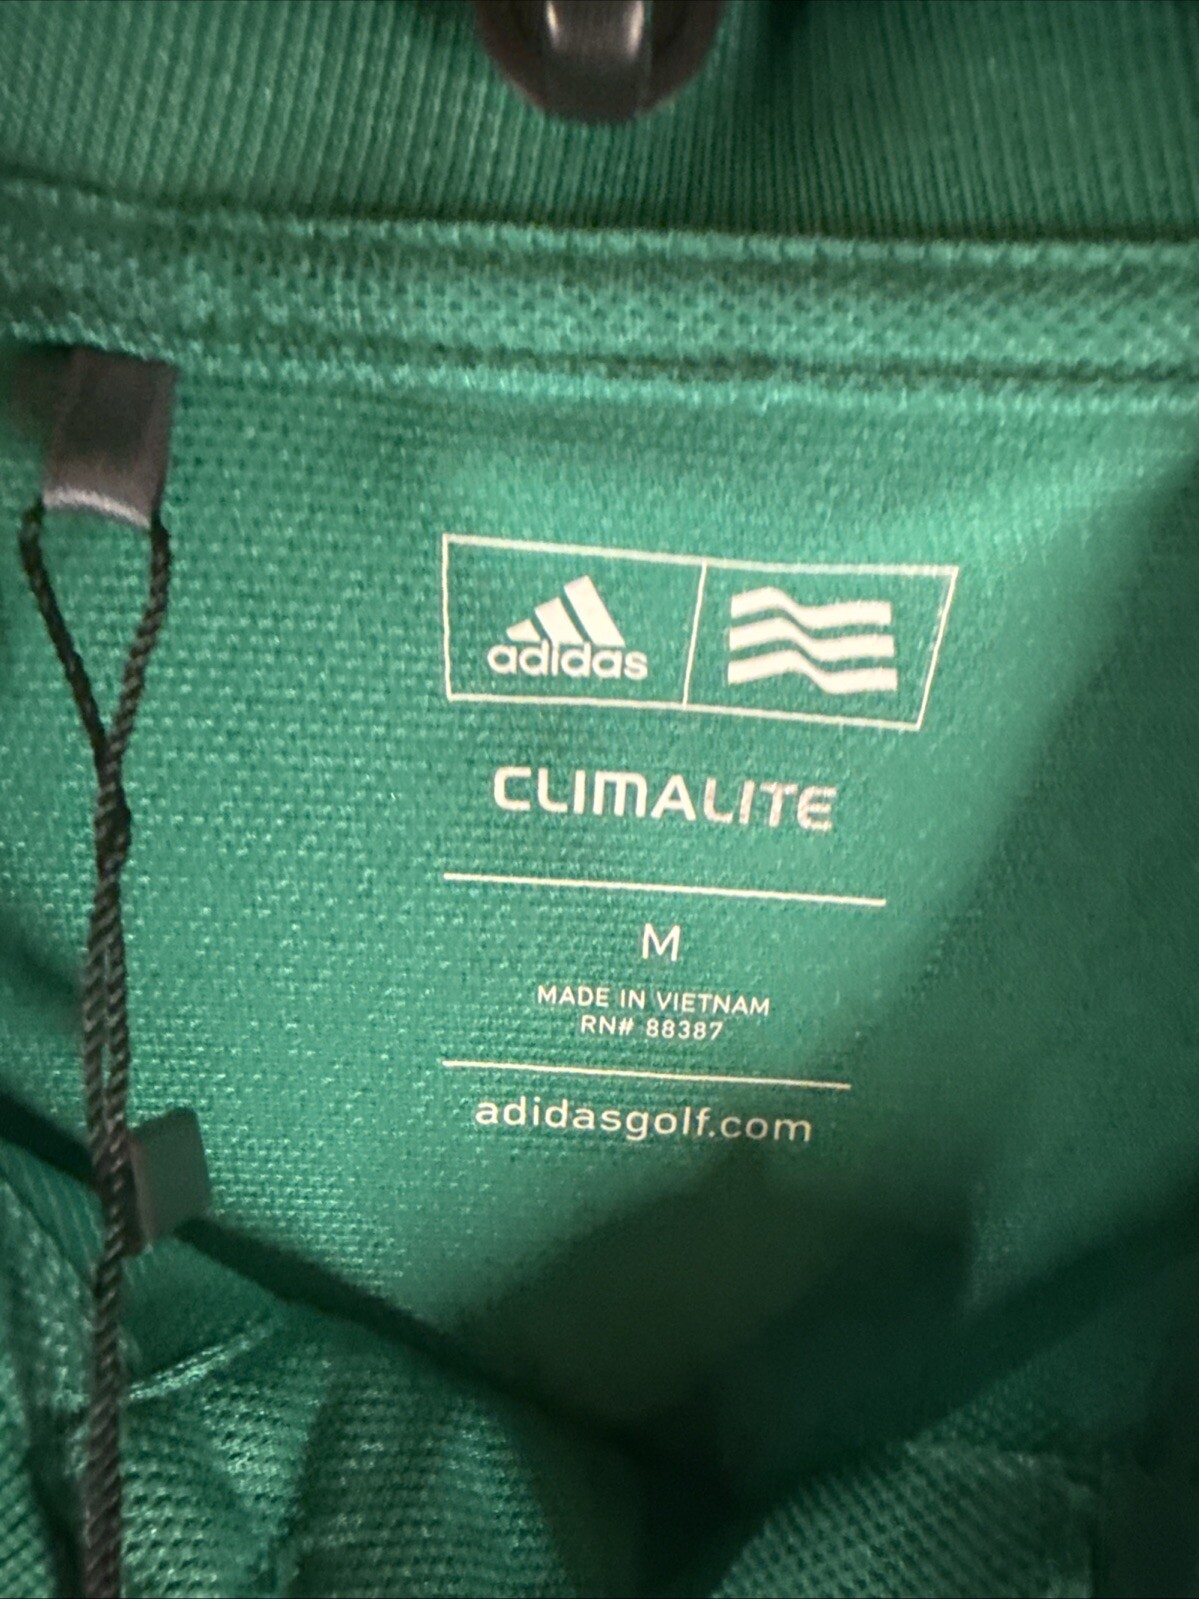 adidas
CLIMALITE
M
MADE IN VIETNAM
RN# 88387
adidasgolf.com